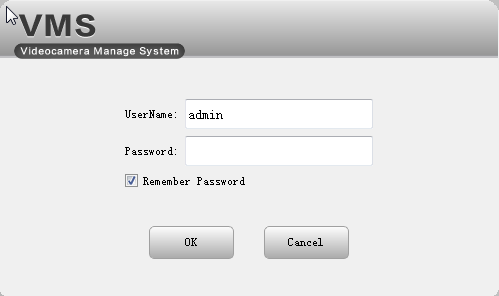 VMS
Videocamera Manage System
UserName: admin
Password:
Remember Password
OK Cancel